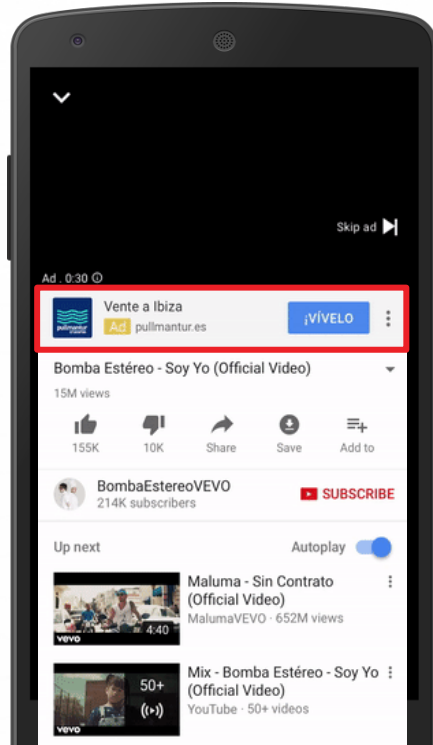 Skip ad
Ad . 0:30
Vente a Ibiza
Ad pullmantur.es
¡VÍVELO
pullmantur
Bomba Estéreo - Soy Yo (Official Video)
15M views
155K 10K Share Save Add to
BombaEstereoVEVO
214K subscribers
SUBSCRIBE
Up next Autoplay
Maluma - Sin Contrato
(Official Video)
MalumaVEVO · 652M views
4:40
vevo
Mix - Bomba Estéreo - Soy Yo
(Official Video)
YouTube · 50+ videos
50+
vevo